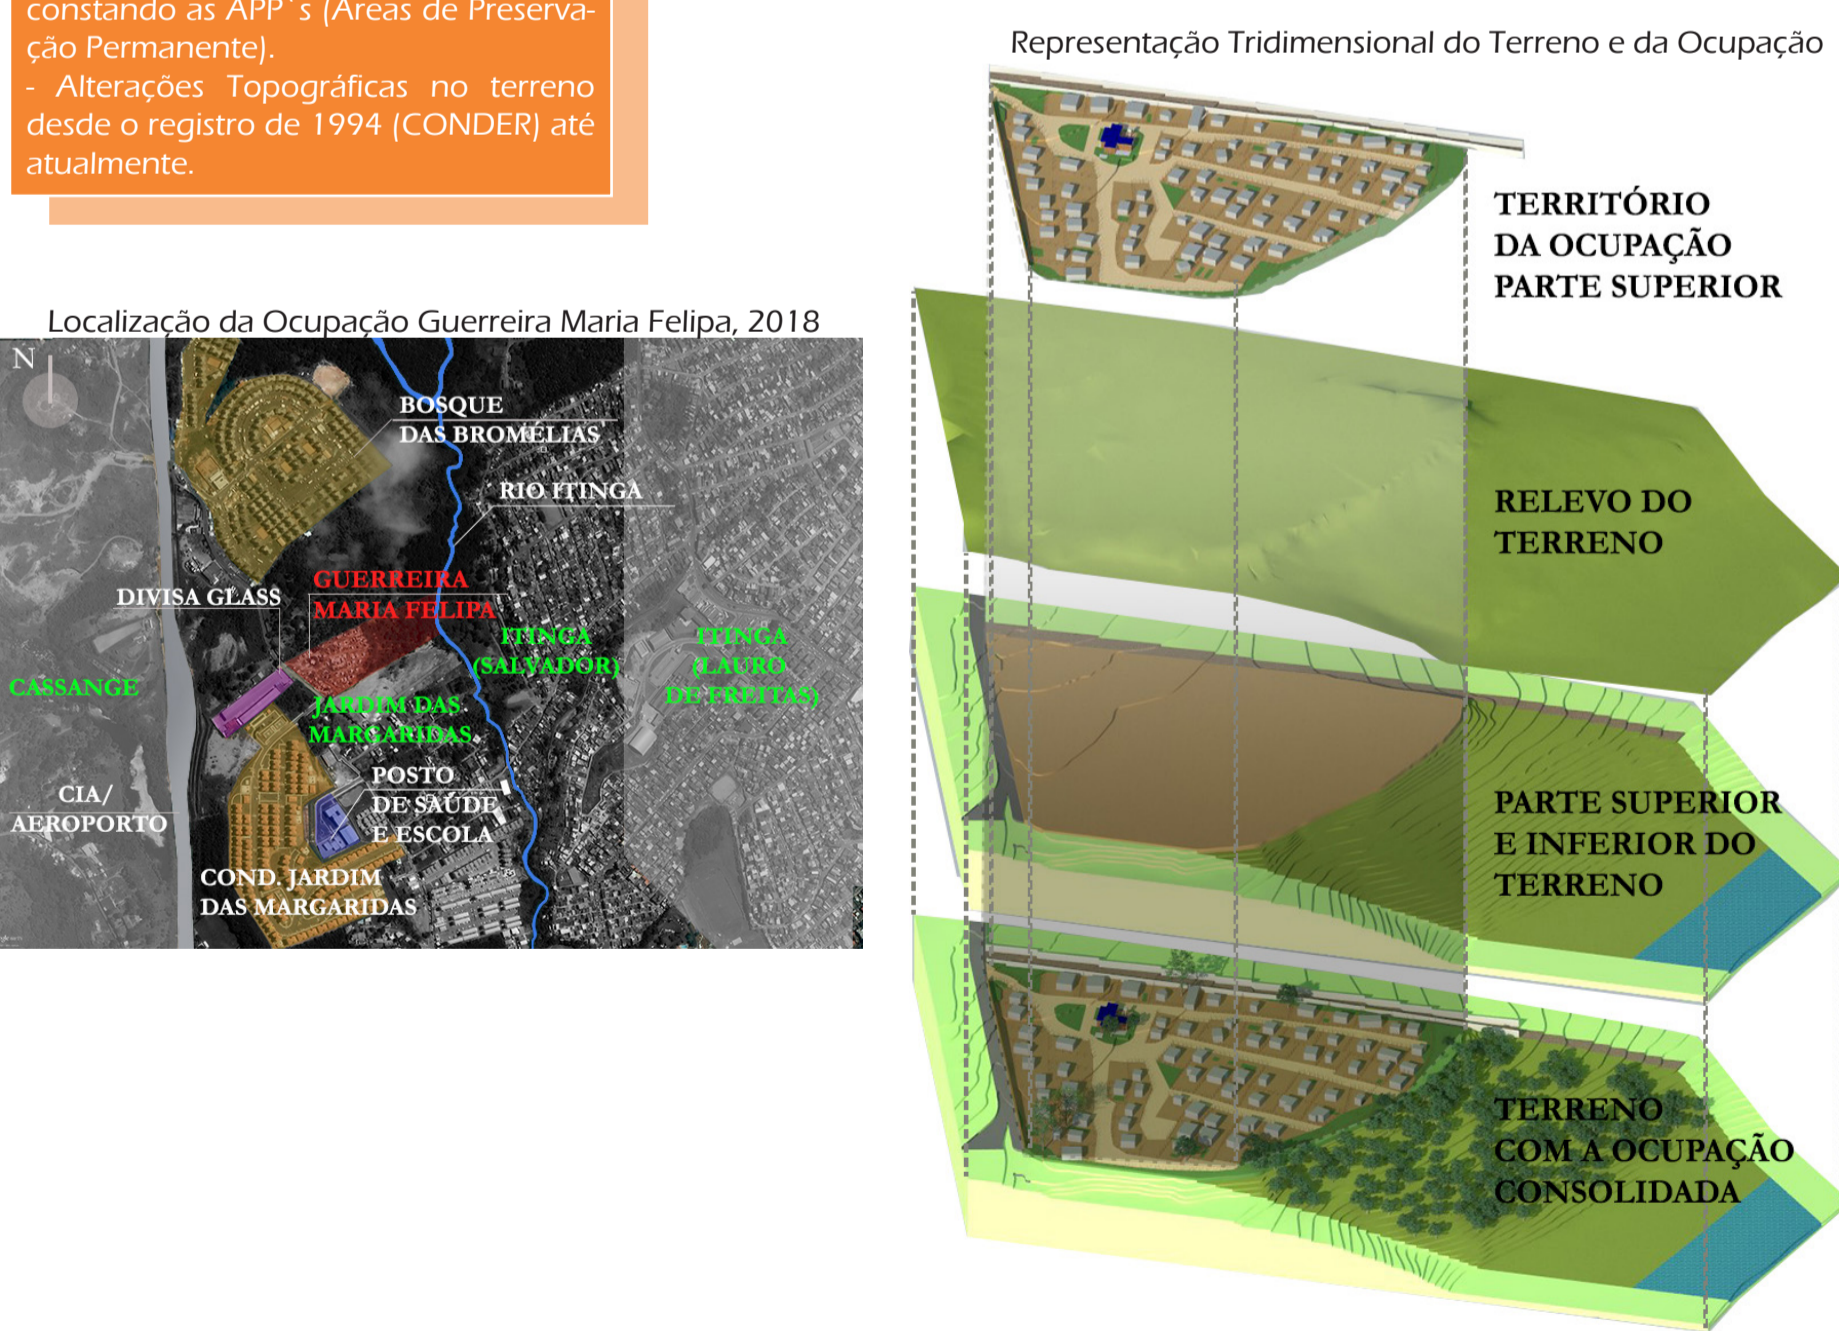 constando as APP´s (Áreas de Preserva-
ção Permanente).
- Alterações Topográficas no terreno
desde o registro de 1994 (CONDER) até
atualmente.
Localização da Ocupação Guerreira Maria Felipa, 2018
N
BOSQUE
DAS BROMÉLIAS
RIO ITINGA
GUERREIRA
MARIA FELIPA
DIVISA GLASS
ITINGA
(SALVADOR)
ITINGA
(LAURO
DE FREITAS)
CASSANGE
JARDIM DAS
MARGARIDAS
POSTO
DE SAÚDE
E ESCOLA
CIA/
AEROPORTO
COND. JARDIM
DAS MARGARIDAS
Representação Tridimensional do Terreno e da Ocupação
TERRITÓRIO
DA OCUPAÇÃO
PARTE SUPERIOR
RELEVO DO
TERRENO
PARTE SUPERIOR
E INFERIOR DO
TERRENO
TERRENO
COM A OCUPAÇÃO
CONSOLIDADA